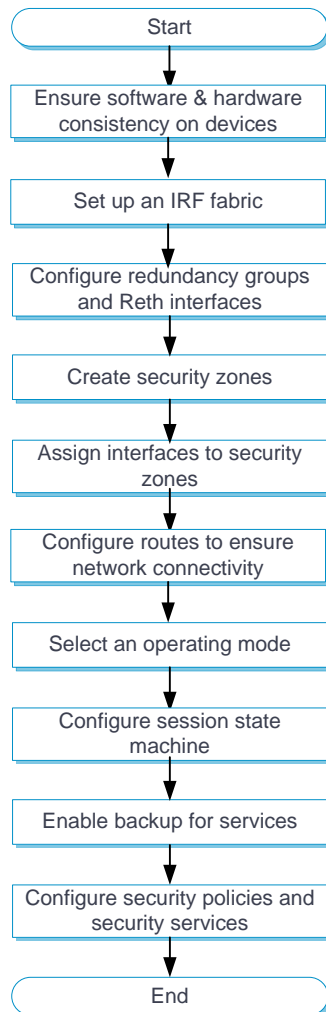 Start
Ensure software & hardware
consistency on devices
Set up an IRF fabric
Configure redundancy groups
and Reth interfaces
Create security zones
Assign interfaces to security
zones
Configure routes to ensure
network connectivity
Select an operating mode
Configure session state
machine
Enable backup for services
Configure security policies and
security services
End